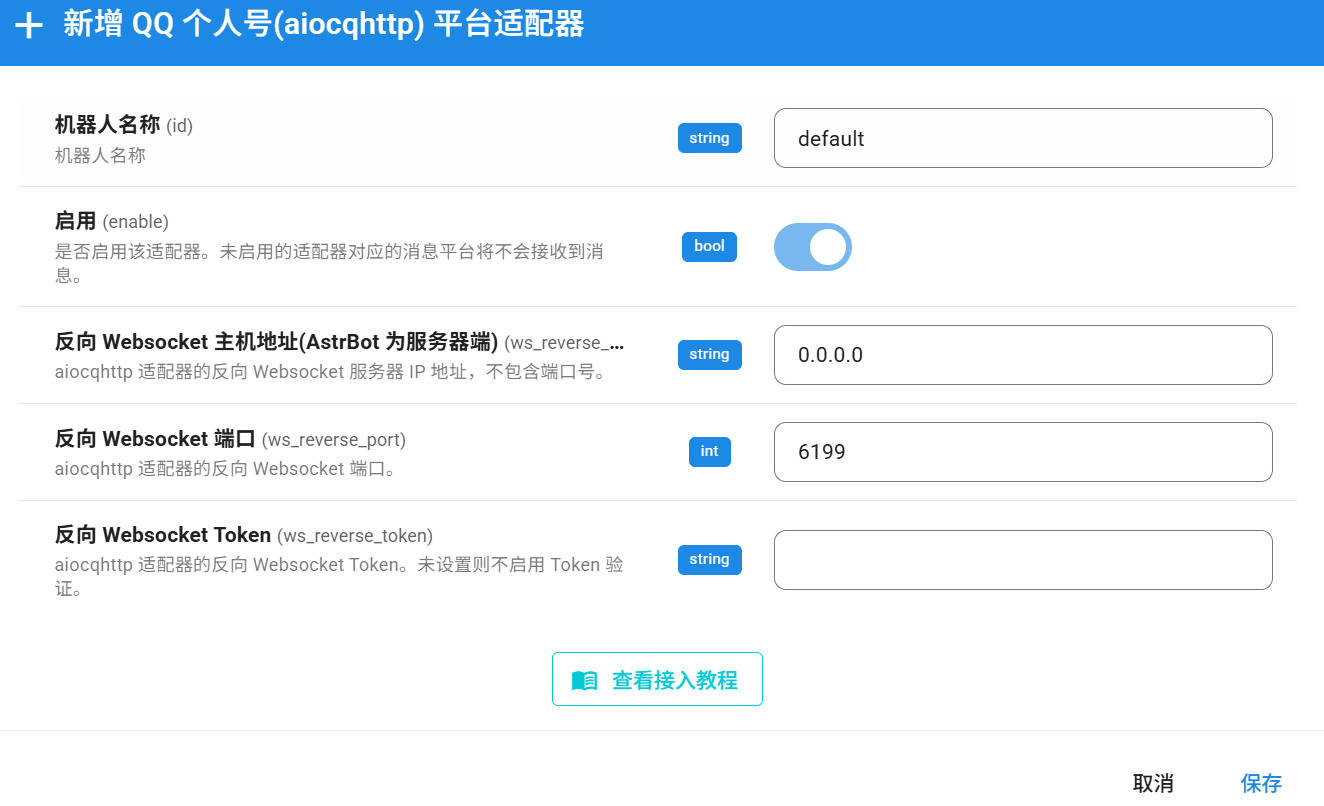 新增 QQ 个人号(aiocqhttp) 平台适配器
机器人名称 (id)
机器人名称
string
default
启用 (enable)
是否启用该适配器。未启用的适配器对应的消息平台将不会接收到消
息。
bool
反向 Websocket 主机地址(AstrBot 为服务器端) (ws_reverse_...
aiocqhttp 适配器的反向 Websocket 服务器 IP 地址，不包含端口号。
string
0.0.0.0
反向 Websocket 端口 (ws_reverse_port)
aiocqhttp 适配器的反向 Websocket 端口。
int
6199
反向 Websocket Token (ws_reverse_token)
aiocqhttp 适配器的反向 Websocket Token。未设置则不启用 Token 验
证。
string
查看接入教程
取消
保存